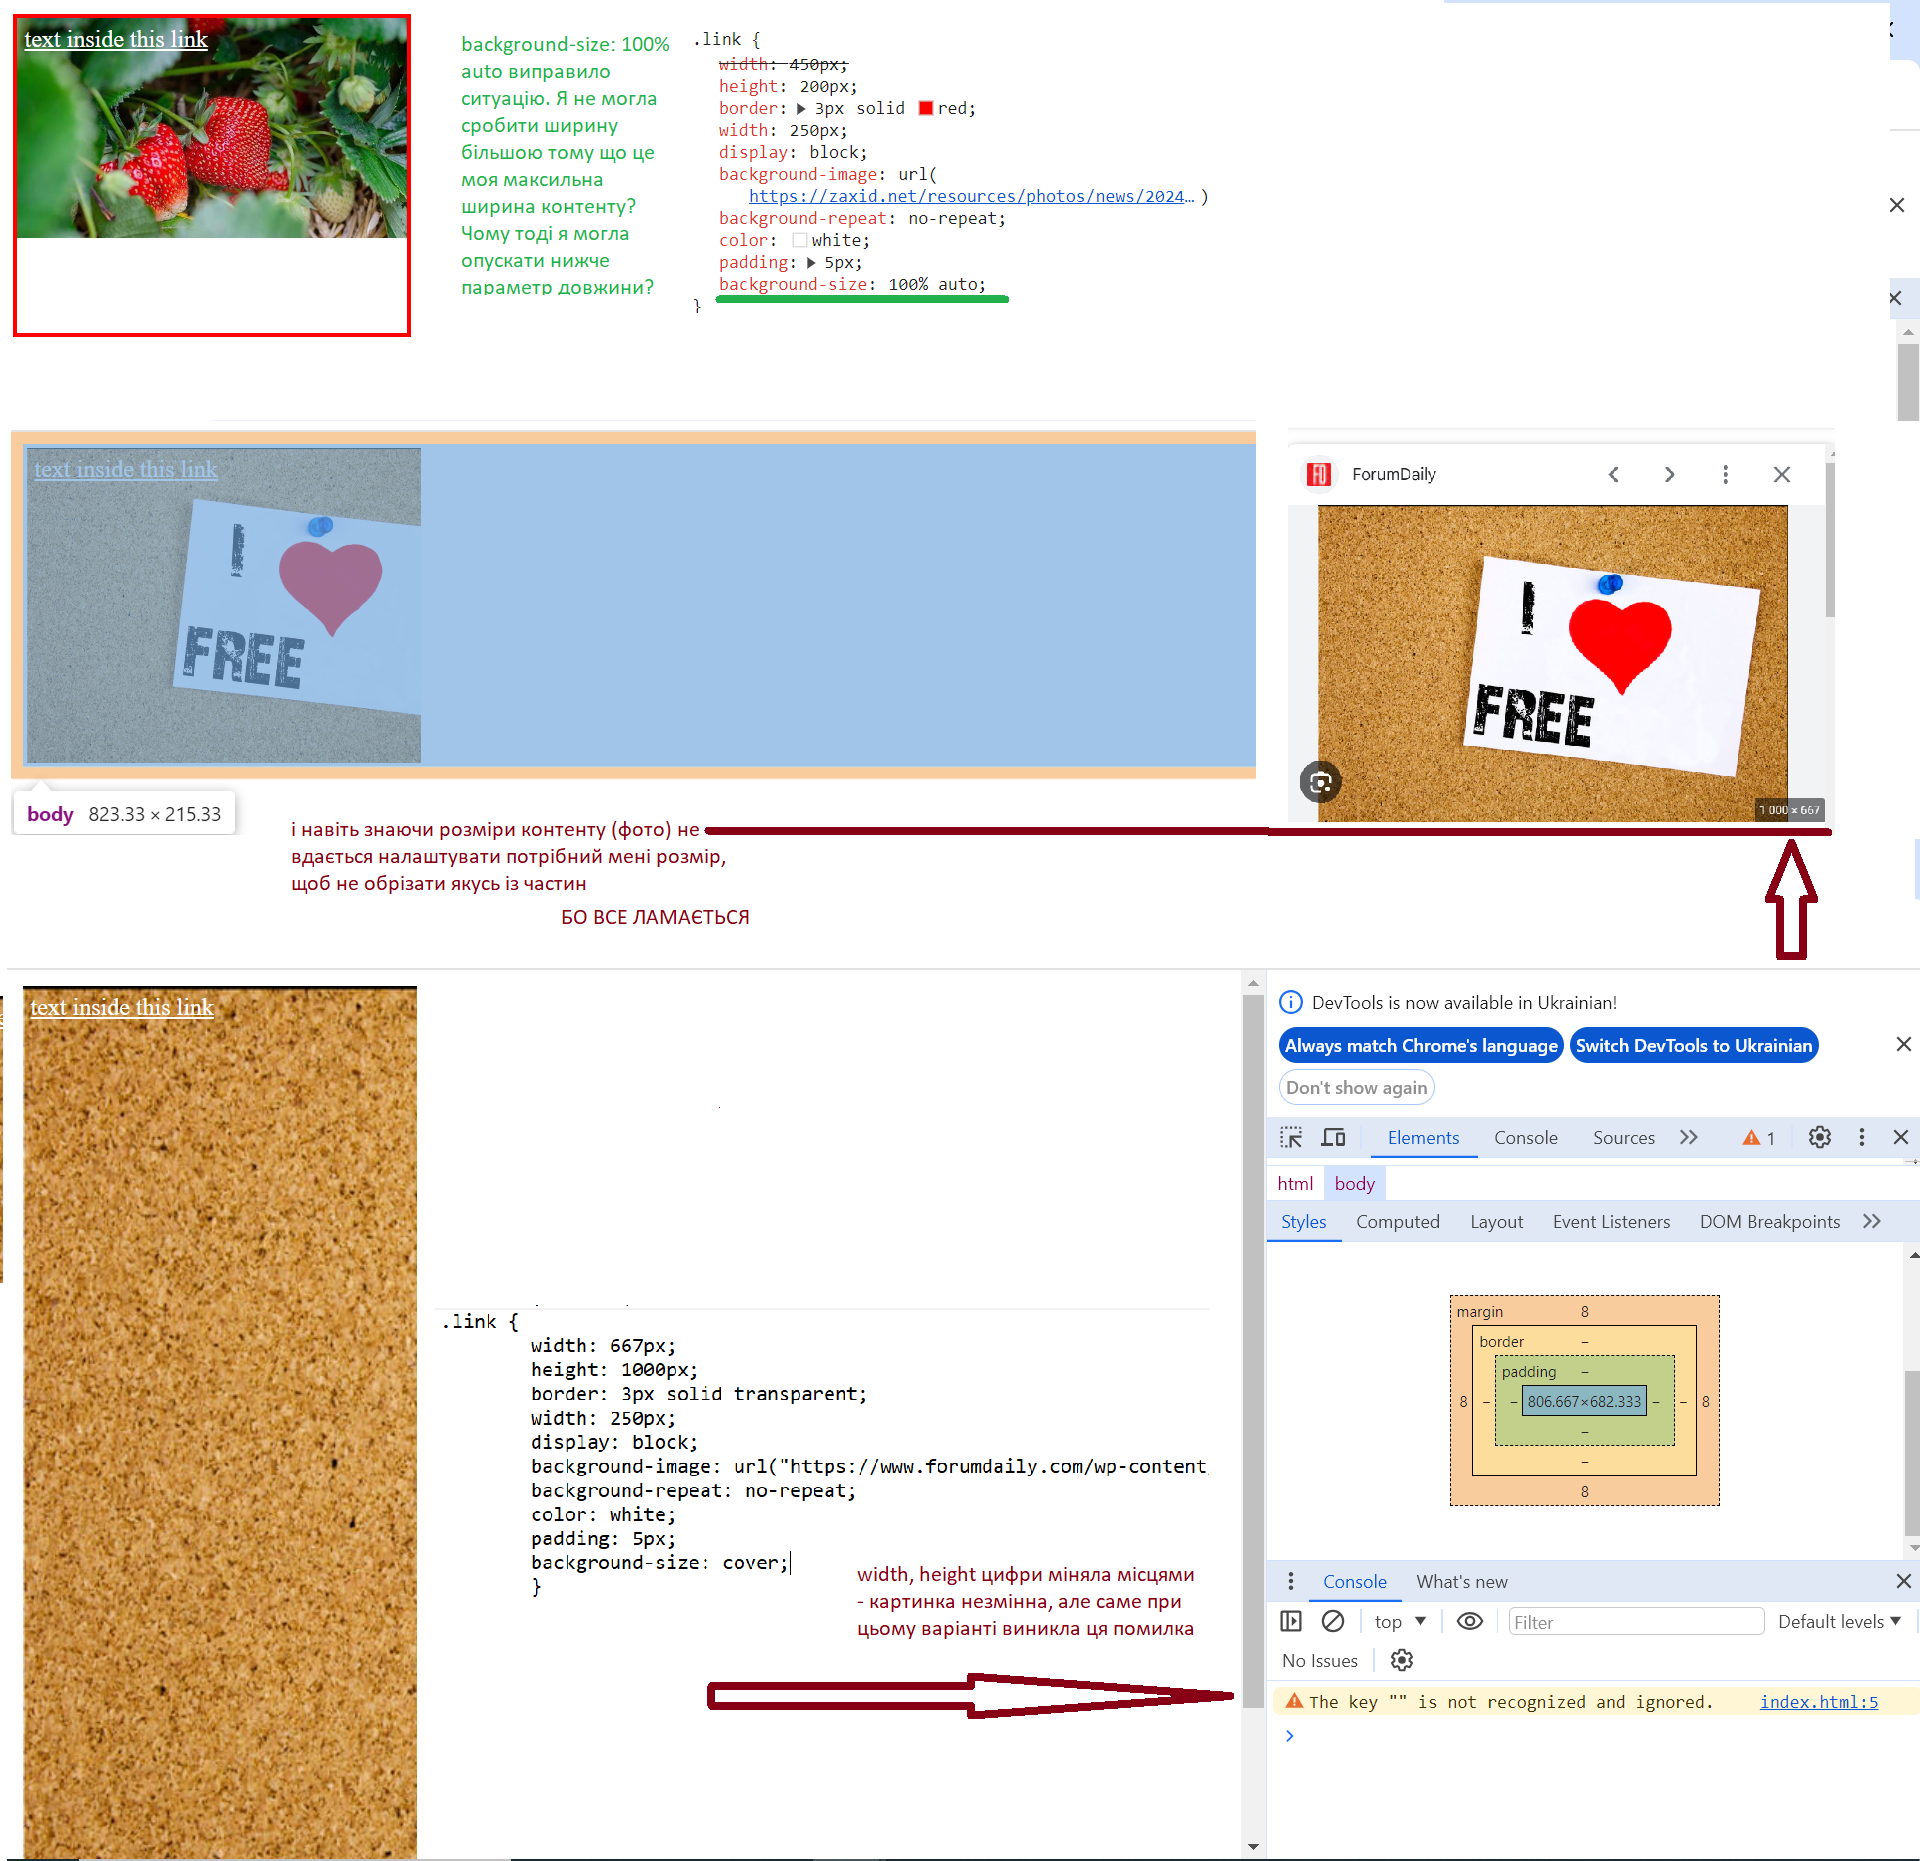 text inside this link
background-size: 100%
auto виправило
ситуацію. Я не могла
сробити ширину
більшою тому що це
моя максильна
ширина контенту?
Чому тоді я могла
опускати нижче
параметр довжини?
.link {
width: 450px;
height: 200px;
border: 3px solid red;
width: 250px;
display: block;
background-image: url(
https://zaxid.net/resources/photos/news/2024… )
background-repeat: no-repeat;
color: white;
padding: 5px;
background-size: 100% auto;
}
text inside this link
I
FREE
body 823.33 × 215.33
FD ForumDaily
I
FREE
1 000 × 667
і навіть знаючи розміри контенту (фото) не
вдається налаштувати потрібний мені розмір,
щоб не обрізати якусь із частин
БО ВСЕ ЛАМАЄТЬСЯ
text inside this link
.link {
width: 667px;
height: 1000px;
border: 3px solid transparent;
width: 250px;
display: block;
background-image: url("https://www.forumdaily.com/wp-content
background-repeat: no-repeat;
color: white;
padding: 5px;
background-size: cover;
}
width, height цифри міняла місцями
- картинка незмінна, але саме при
цьому варіанті виникла ця помилка
DevTools is now available in Ukrainian!
Always match Chrome's language Switch DevTools to Ukrainian
Don't show again
Elements Console Sources 1
html body
Styles Computed Layout Event Listeners DOM Breakpoints
margin 8
border –
padding –
8 – – 806.667×682.333 – – 8
–
–
8
Console What's new
top Filter Default levels
No Issues
The key "" is not recognized and ignored. index.html:5